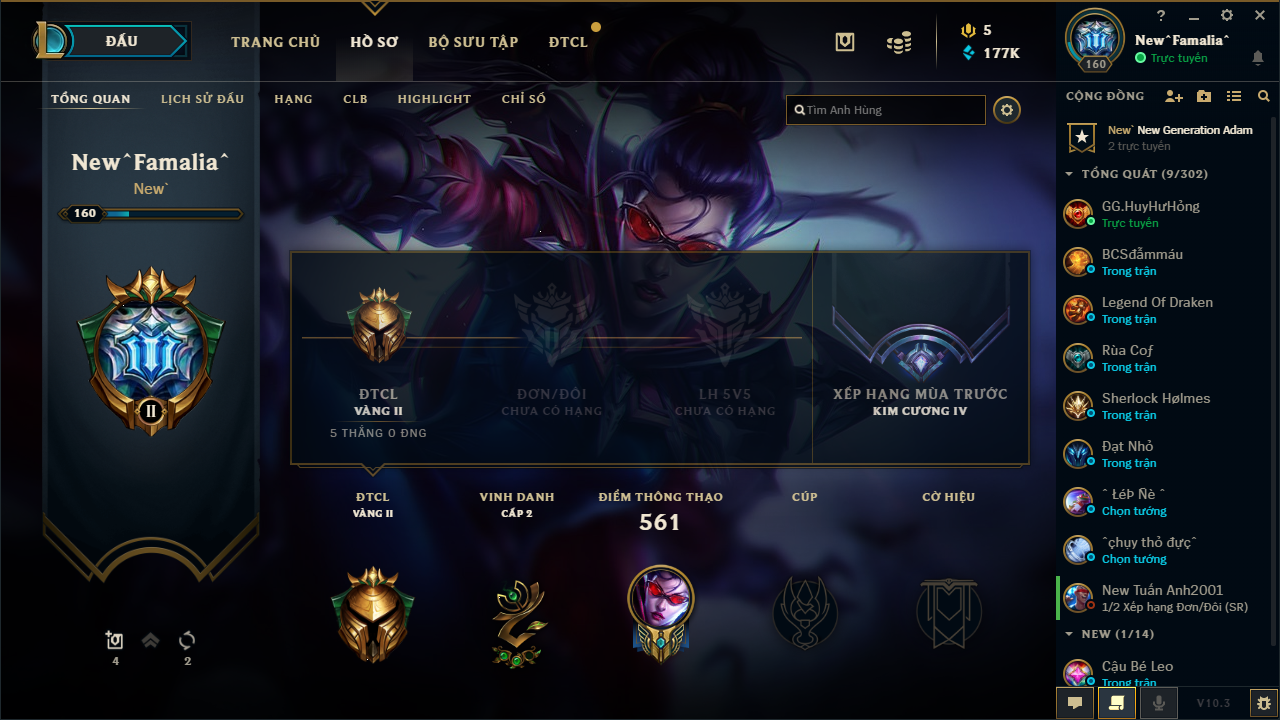 ĐẤU
TRANG CHỦ
HỒ SƠ
BỘ SƯU TẬP
ĐTCL
5
177K
?
New^Famalia^
Trực tuyến
160
TỔNG QUAN
LỊCH SỬ ĐẤU
HẠNG
CLB
HIGHLIGHT
CHỈ SỐ
Tìm Anh Hùng
New^Famalia^
New`
160
II
ĐTCL
VÀNG II
5 THẮNG 0 ĐNG
ĐƠN/ĐÔI
CHƯA CÓ HẠNG
LH 5V5
CHƯA CÓ HẠNG
XẾP HẠNG MÙA TRƯỚC
KIM CƯƠNG IV
ĐTCL
VÀNG II
VINH DANH
CẤP 2
ĐIỂM THÔNG THẠO
561
CÚP
CỜ HIỆU
4
2
CỘNG ĐỒNG
New` New Generation Adam
2 trực tuyến
TỔNG QUÁT (9/302)
GG.HuyHưHỏng
Trực tuyến
BCSđẫmmáu
Trong trận
Legend Of Draken
Trong trận
Rùa Coƒ
Trong trận
Sherlock Hølmes
Trong trận
Đạt Nhỏ
Trong trận
ˆ ŁéÞ Ñè ˆ
Chọn tướng
ˆçhụy thỏ đựçˆ
Chọn tướng
New Tuấn Anh2001
1/2 Xếp hạng Đơn/Đôi (SR)
NEW (1/14)
Cậu Bé Leo
Trong trận
V10.3